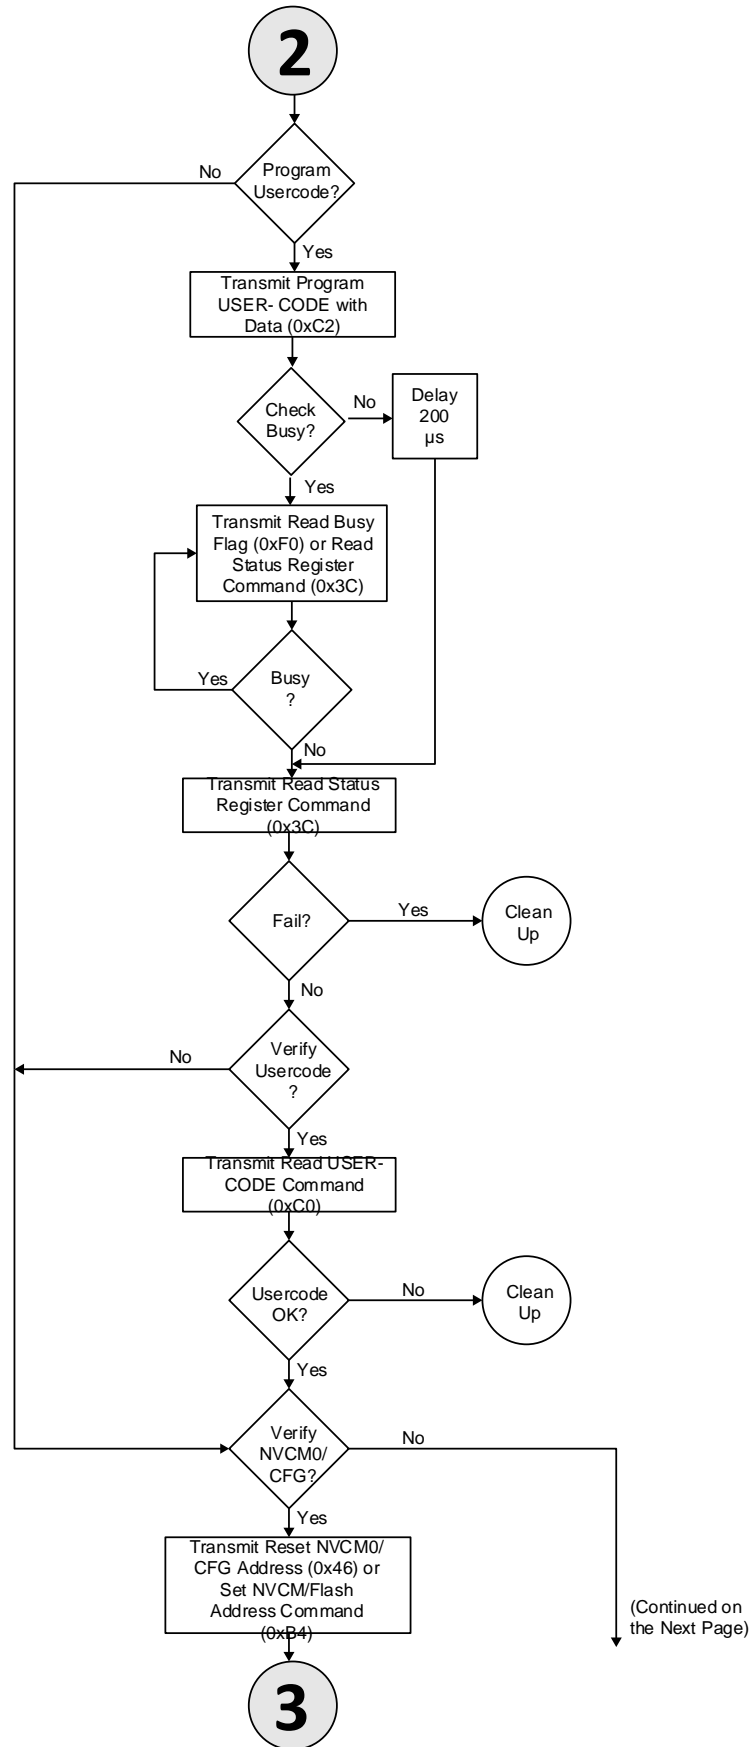 2
Program
Usercode?
No
Yes
Transmit Program
USER- CODE with
Data (0xC2)
Check
Busy?
No
Delay
200
µs
Yes
Transmit Read Busy
Flag (0xF0) or Read
Status Register
Command (0x3C)
Busy
?
Yes
No
Transmit Read Status
Register Command
(0x3C)
Fail?
Yes
Clean
Up
No
Verify
Usercode
?
No
Yes
Transmit Read USER-
CODE Command
(0xC0)
Usercode
OK?
No
Clean
Up
Yes
Verify
NVCM0/
CFG?
No
Yes
Transmit Reset NVCM0/
CFG Address (0x46) or
Set NVCM/Flash
Address Command
(0xB4)
(Continued on
the Next Page)
3